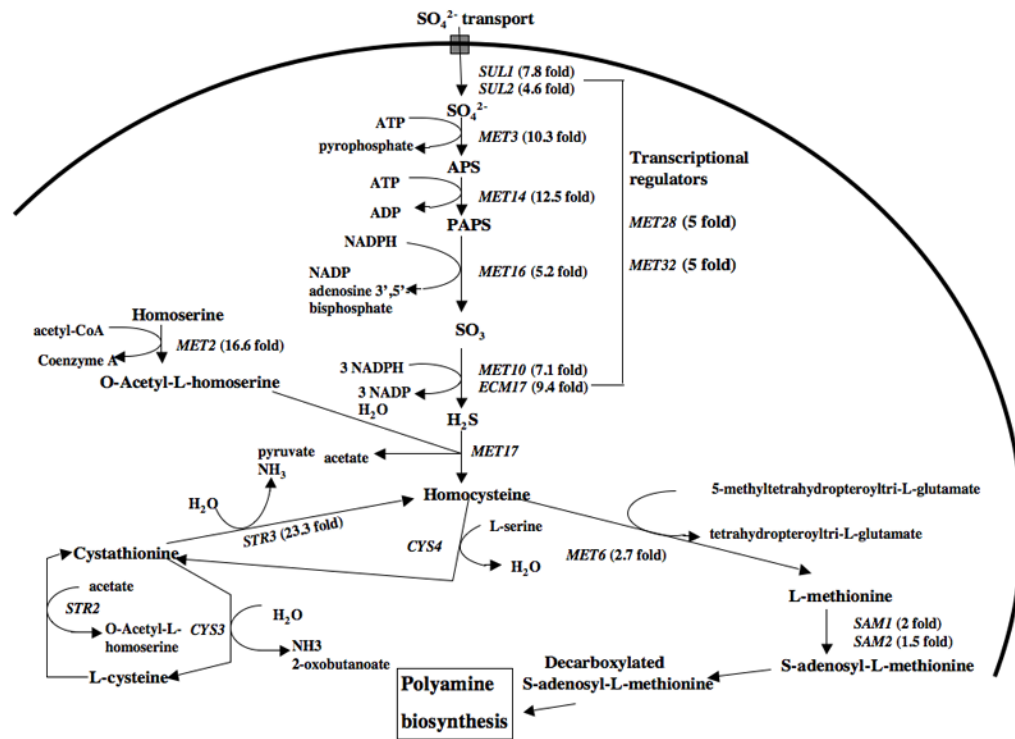 SO₄²⁻ transport
SUL1 (7.8 fold)
SUL2 (4.6 fold)
SO₄²⁻
ATP
pyrophosphate
MET3 (10.3 fold)
APS
ATP
ADP
MET14 (12.5 fold)
PAPS
NADPH
NADP
adenosine 3’,5’-
bisphosphate
MET16 (5.2 fold)
SO₃
Transcriptional
regulators
MET28 (5 fold)
MET32 (5 fold)
Homoserine
acetyl-CoA
Coenzyme A
MET2 (16.6 fold)
O-Acetyl-L-homoserine
3 NADPH
3 NADP
H₂O
MET10 (7.1 fold)
ECM17 (9.4 fold)
H₂S
MET17
pyruvate
NH₃
acetate
H₂O
STR3 (23.3 fold)
Homocysteine
5-methyltetrahydropteroyltri-L-glutamate
tetrahydropteroyltri-L-glutamate
MET6 (2.7 fold)
CYS4
L-serine
H₂O
Cystathionine
acetate
STR2
O-Acetyl-L-
homoserine
CYS3
H₂O
NH3
2-oxobutanoate
L-cysteine
L-methionine
SAM1 (2 fold)
SAM2 (1.5 fold)
S-adenosyl-L-methionine
Decarboxylated
S-adenosyl-L-methionine
Polyamine
biosynthesis